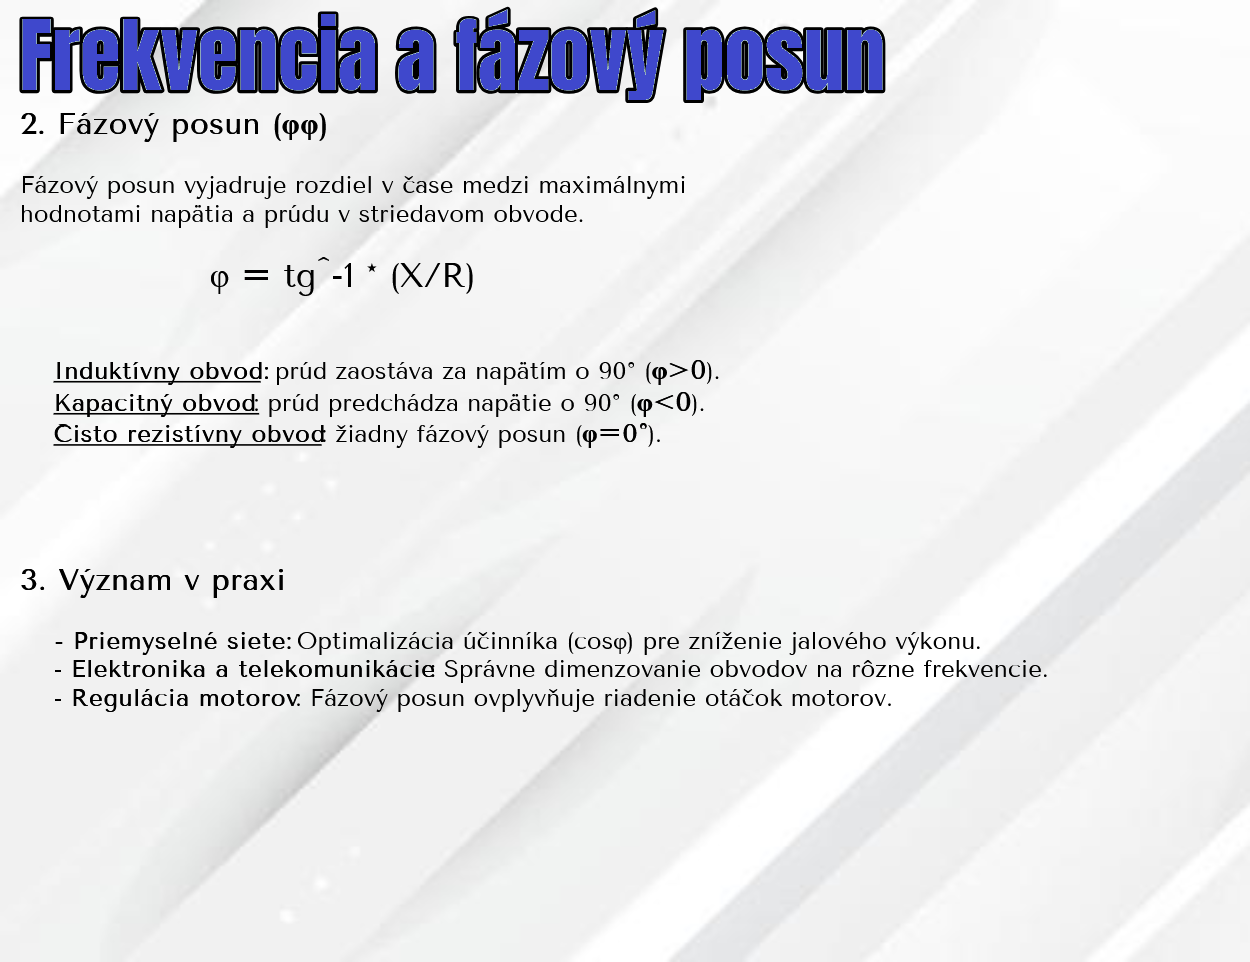 Frekvencia a fázový posun
2. Fázový posun (φφ)
Fázový posun vyjadruje rozdiel v čase medzi maximálnymi
hodnotami napätia a prúdu v striedavom obvode.
φ = tg^-1 * (X/R)
Induktívny obvod: prúd zaostáva za napätím o 90° (φ>0).
Kapacitný obvod: prúd predchádza napätie o 90° (φ<0).
Čisto rezistívny obvod: žiadny fázový posun (φ=0°).
3. Význam v praxi
- Priemyselné siete: Optimalizácia účinníka (cosφ) pre zníženie jalového výkonu.
- Elektronika a telekomunikácie: Správne dimenzovanie obvodov na rôzne frekvencie.
- Regulácia motorov: Fázový posun ovplyvňuje riadenie otáčok motorov.